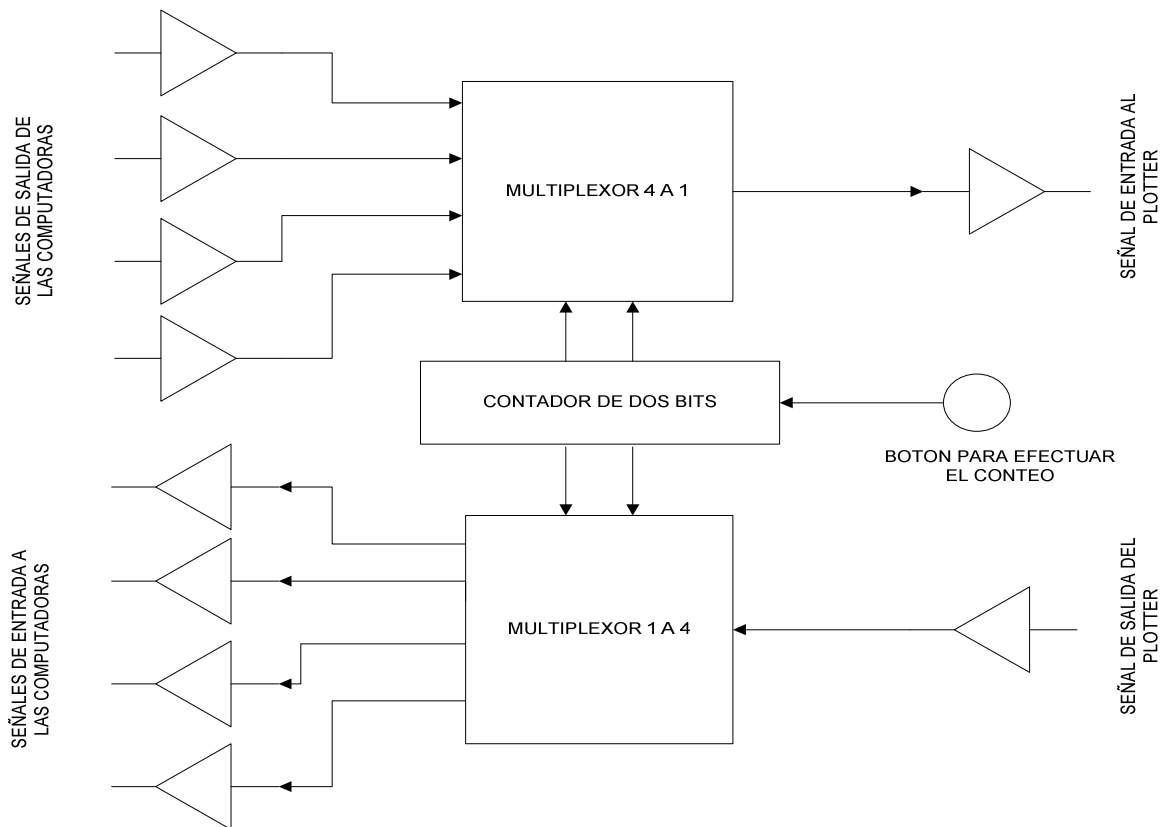 SEÑALES DE SALIDA DE
LAS COMPUTADORAS
MULTIPLEXOR 4 A 1
SEÑAL DE ENTRADA AL
PLOTTER
CONTADOR DE DOS BITS
BOTON PARA EFECTUAR
EL CONTEO
SEÑALES DE ENTRADA A
LAS COMPUTADORAS
MULTIPLEXOR 1 A 4
SEÑAL DE SALIDA DEL
PLOTTER